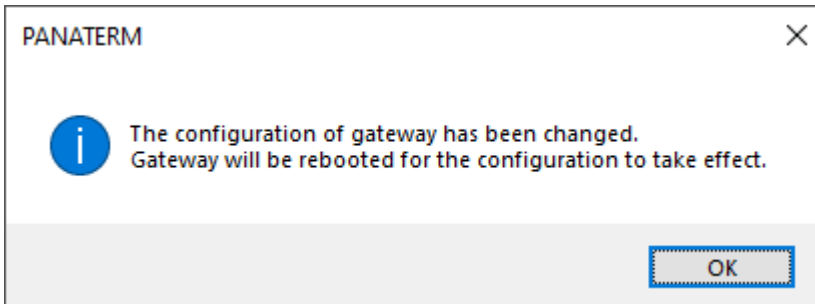 PANATERM
The configuration of gateway has been changed.
Gateway will be rebooted for the configuration to take effect.
OK